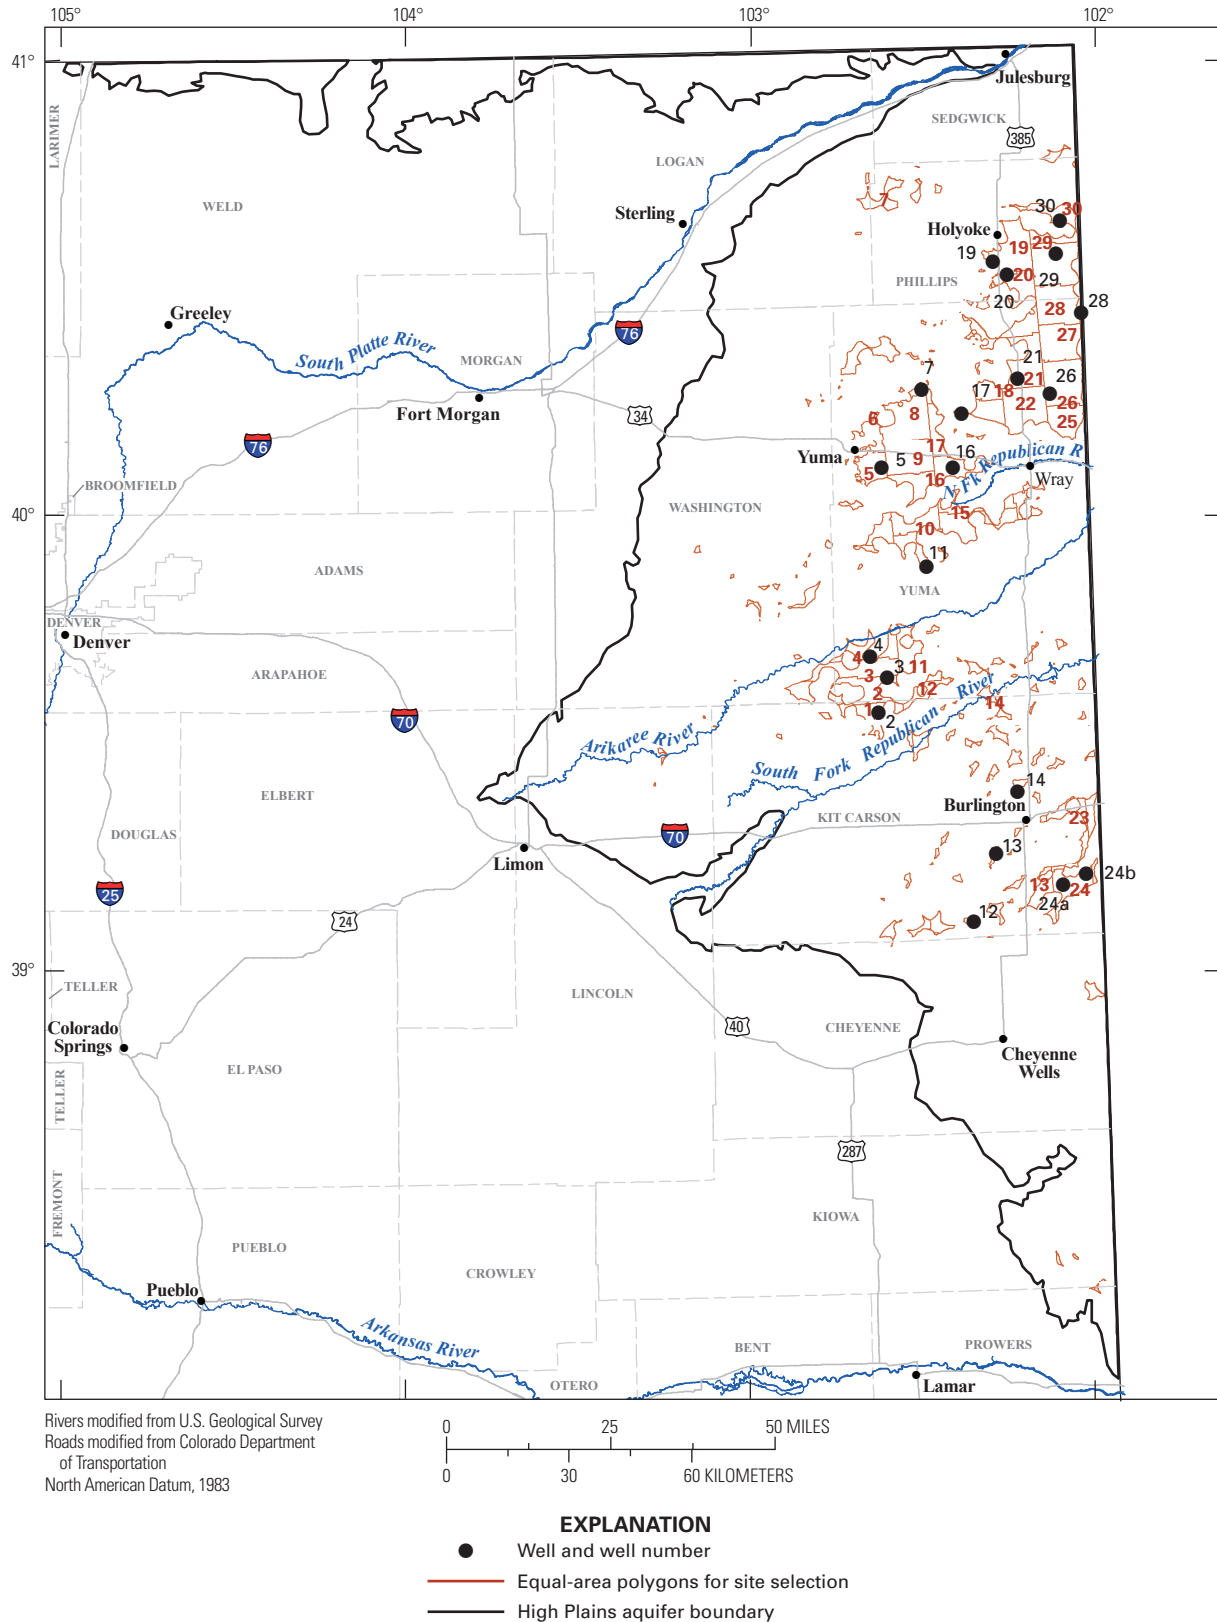 105° 104° 103° 102°
41°
Julesburg
SEDGWICK
385
LARIMER
LOGAN
WELD
7
Sterling
30 30
Holyoke
19 29
19
20
PHILLIPS
29
20
28
28
Greeley
76
27
South Platte River
MORGAN
21
7
26
21
17 18
Fort Morgan
34
22 26
6 8
25
76
17
N Fk Republican R
Yuma
5 9 16
5
16
Wray
BROOMFIELD
WASHINGTON
15
40°
10
11
ADAMS
YUMA
DENVER
Denver
4
4
3 11
ARAPAHOE
3
2 12
14
1
2
70
Arikaree River
South Fork Republican River
14
ELBERT
Burlington
KIT CARSON
23
DOUGLAS
70
Limon
13
24b
25
13 24
24a
24
12
39°
TELLER
LINCOLN
40
CHEYENNE
Colorado
Springs
Cheyenne
Wells
EL PASO
TELLER
287
FREMONT
KIOWA
PUEBLO
CROWLEY
Pueblo
Arkansas River
BENT
PROWERS
OTERO
Lamar
Rivers modified from U.S. Geological Survey
Roads modified from Colorado Department
of Transportation
North American Datum, 1983
0 25 50 MILES
0 30 60 KILOMETERS
EXPLANATION
Well and well number
Equal-area polygons for site selection
High Plains aquifer boundary